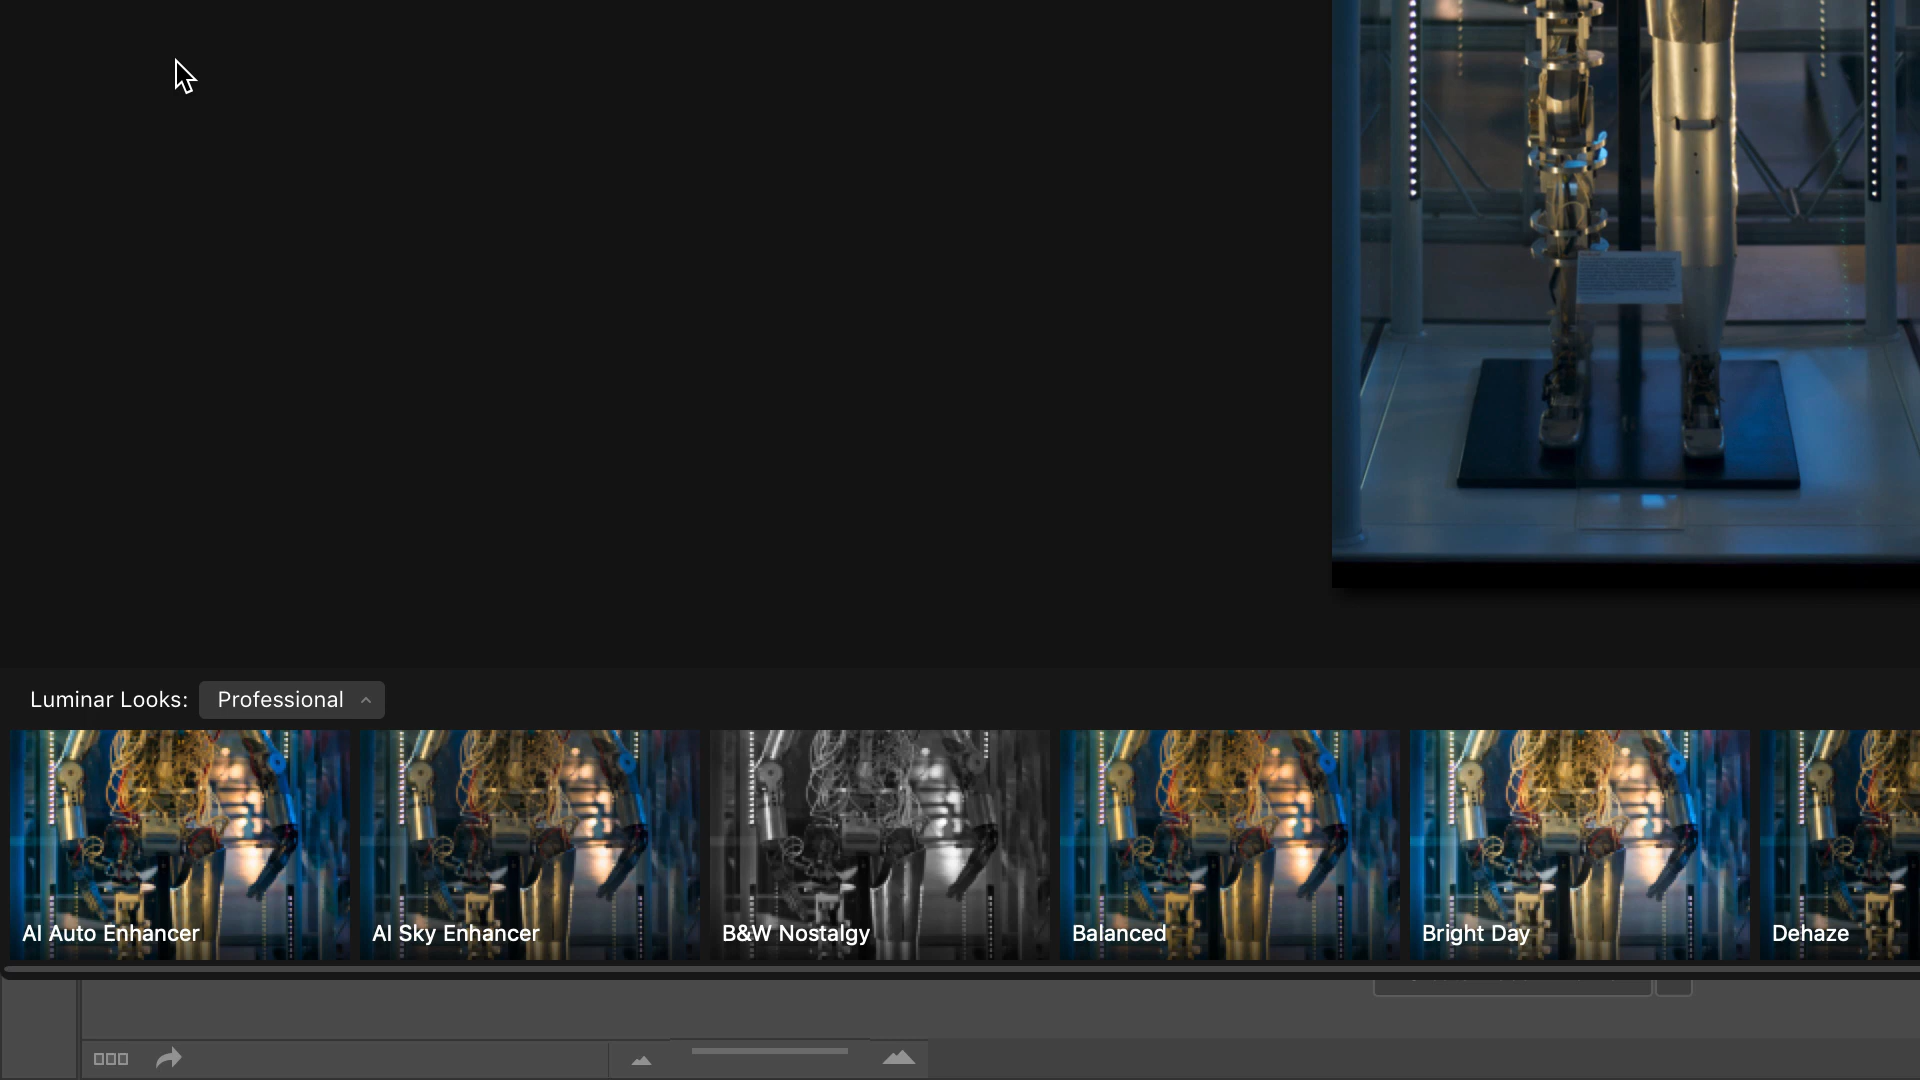 Luminar Looks: Professional
AI Auto Enhancer
AI Sky Enhancer
B&W Nostalgy
Balanced
Bright Day
Dehaze